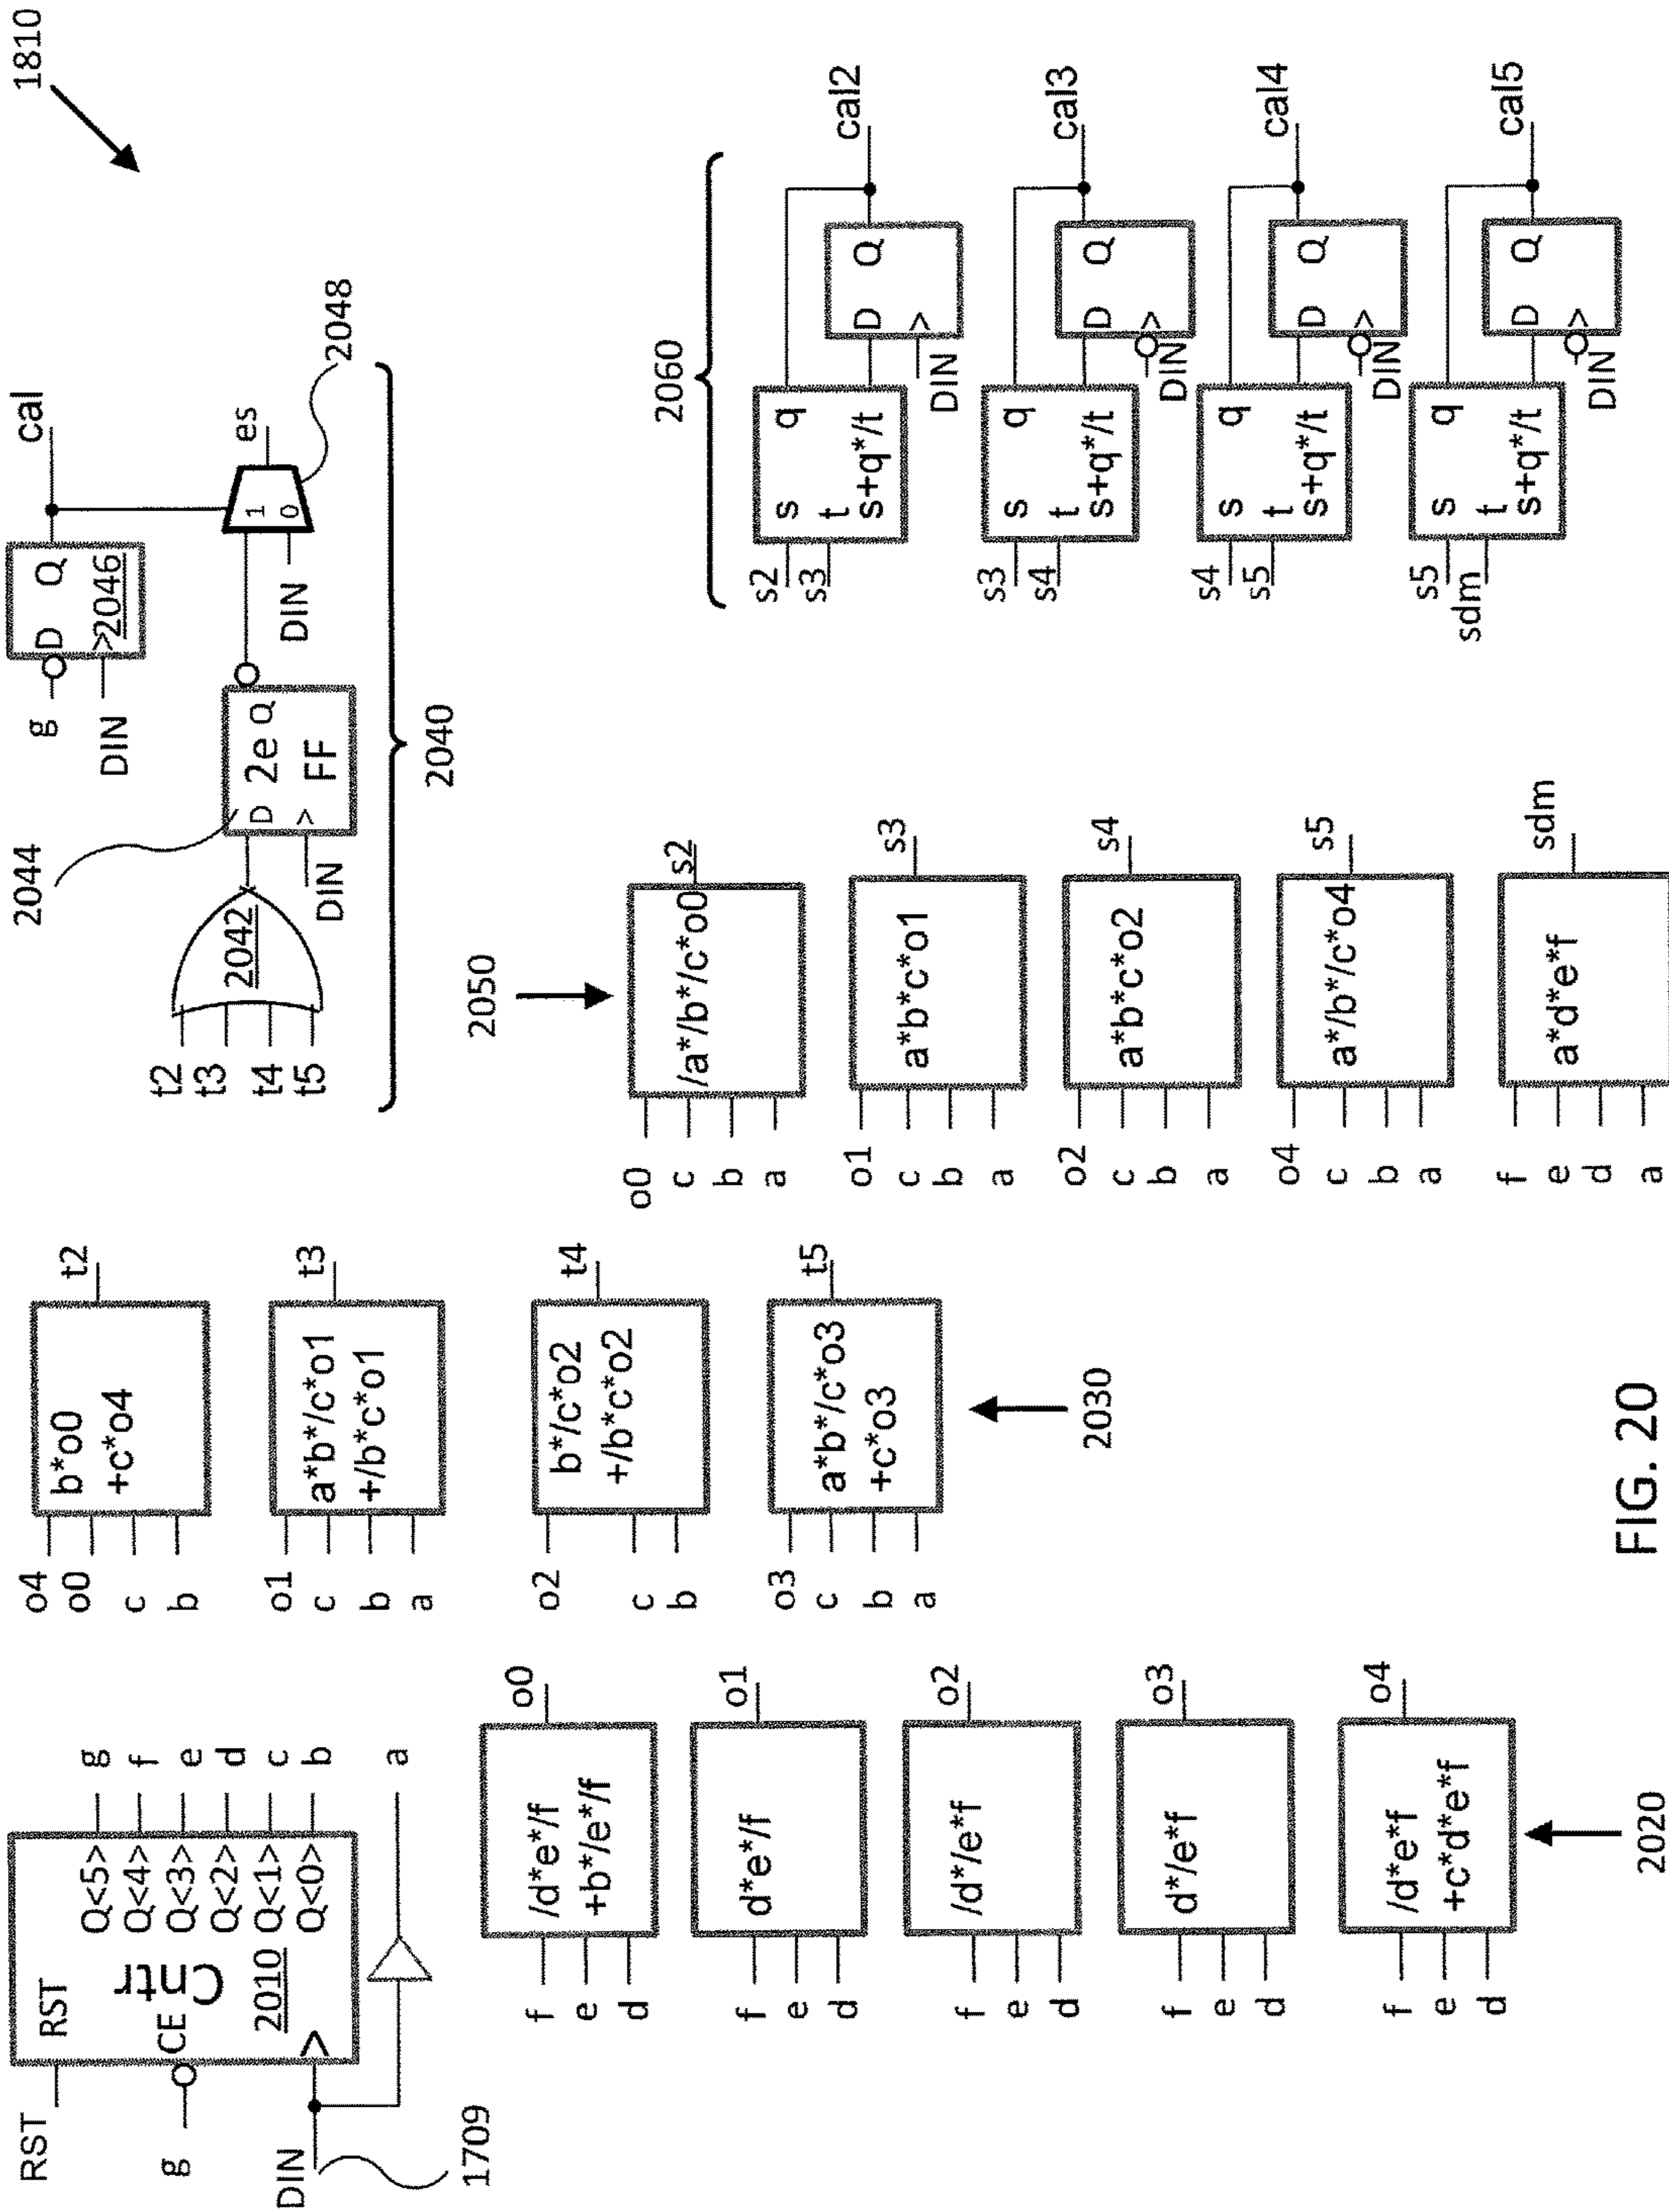 1810
RST
RST
g
CE
Cntr
2010
DIN
>
1709
Q<5>
Q<4>
Q<3>
Q<2>
Q<1>
Q<0>
g
f
e
d
c
b
a
f
e
d
/d*e*/f
+b*/e*/f
o0
f
e
d
d*e*/f
o1
f
e
d
/d*/e*f
o2
f
e
d
d*/e*f
o3
f
e
d
/d*e*f
+c*d*e*f
o4
2020
o4
o0
c
b
b*o0
+c*o4
t2
o1
c
b
a
a*b*/c*o1
+/b*c*o1
t3
o2
c
b
b*/c*o2
+/b*c*o2
t4
o3
c
b
a
a*b*/c*o3
+c*o3
t5
2030
t2
t3
t4
t5
2042
2044
D 2e Q
> FF
DIN
g
D Q
>2046
DIN
cal
1
0
DIN
es
2048
2040
2050
o0
c
b
a
/a*/b*/c*o0
s2
o1
c
b
a
a*b*c*o1
s3
o2
c
b
a
a*b*c*o2
s4
o4
c
b
a
a*/b*/c*o4
s5
f
e
d
a
a*d*e*f
sdm
2060
s2
s3
s q
t
s+q*/t
D Q
>
DIN
cal2
s3
s4
s q
t
s+q*/t
D Q
>
DIN
cal3
s4
s5
s q
t
s+q*/t
D Q
>
DIN
cal4
s5
sdm
s q
t
s+q*/t
D Q
>
DIN
cal5
FIG. 20